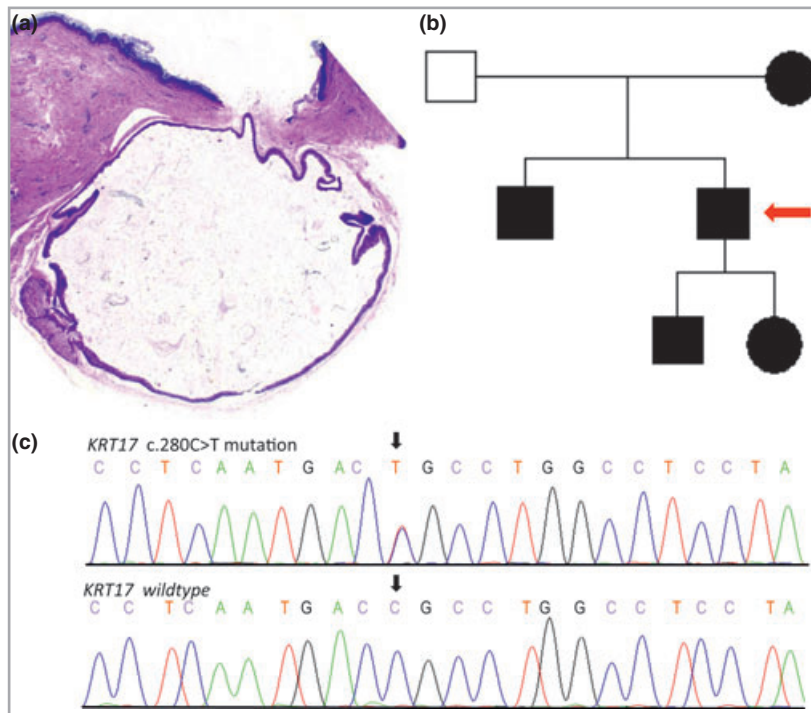 (a)
(b)
(c)
KRT17 c.280C>T mutation
C C T C A A T G A C T G C C T G G C C T C C T A
KRT17 wildtype
C C T C A A T G A C C G C C T G G C C T C C T A